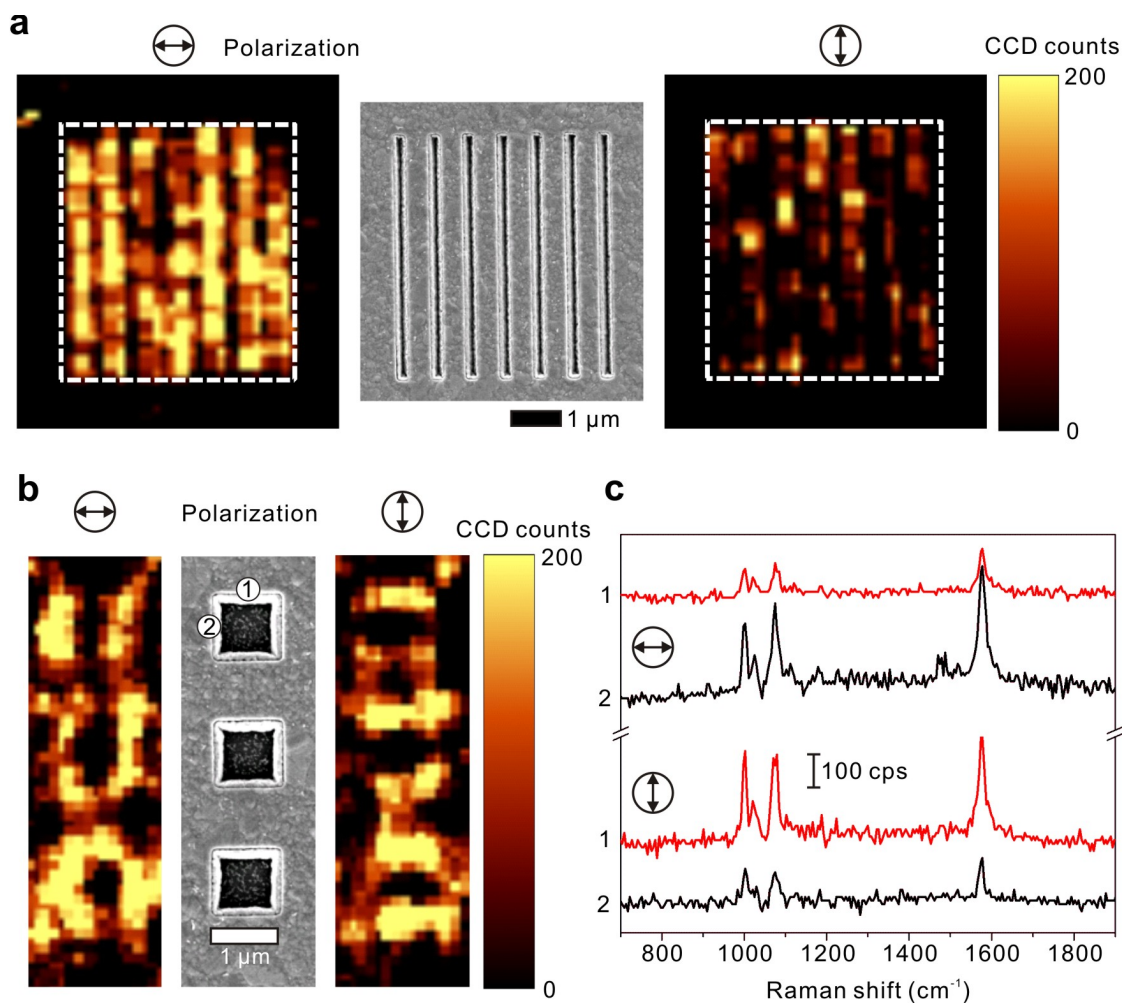 a
Polarization
CCD counts
200
0
1 μm
b
Polarization
CCD counts
200
0
1
2
1 μm
c
1
2
100 cps
1
2
800 1000 1200 1400 1600 1800
Raman shift (cm⁻¹)